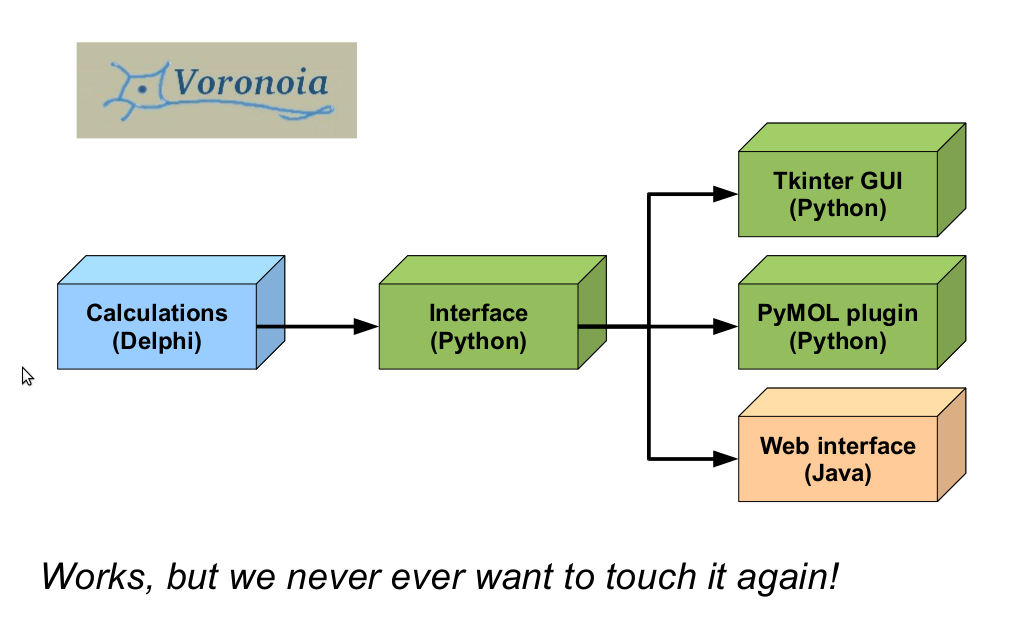 Voronoia
Tkinter GUI
(Python)
Calculations
(Delphi)
Interface
(Python)
PyMOL plugin
(Python)
Web interface
(Java)
Works, but we never ever want to touch it again!